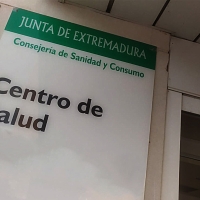 JUNTA DE EXTREMADURA
Consejería de Sanidad y Consumo
Centro de
alud